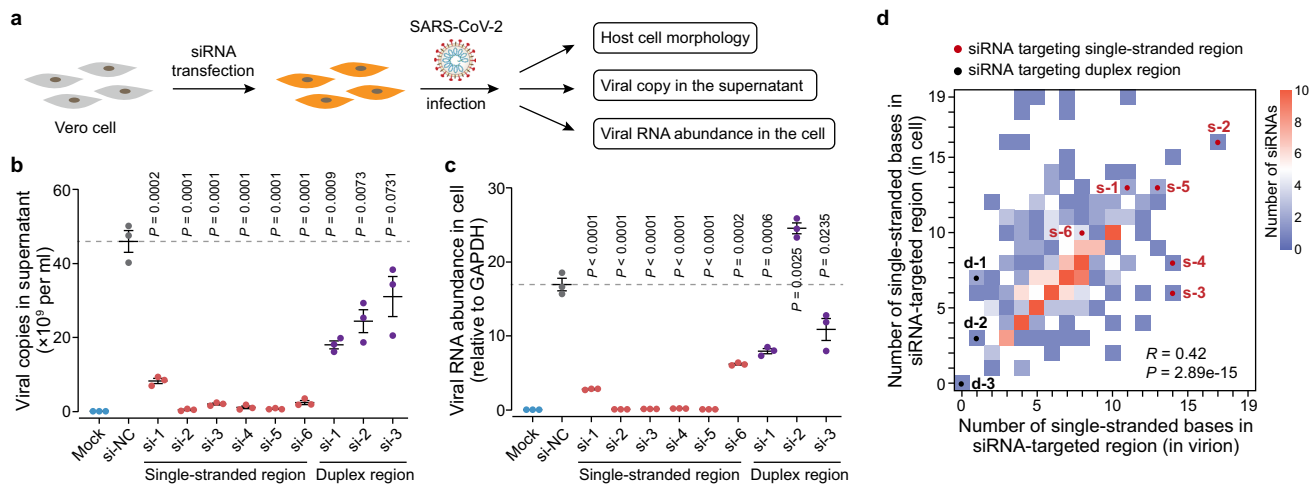 a
SARS-CoV-2
siRNA
transfection
infection
Vero cell
Host cell morphology
Viral copy in the supernatant
Viral RNA abundance in the cell
b
Viral copies in supernatant
(×10⁹ per ml)
60
40
20
0
P = 0.0002
P = 0.0001
P = 0.0001
P = 0.0001
P = 0.0001
P = 0.0001
P = 0.0009
P = 0.0073
P = 0.0731
Mock
si-NC
si-1
si-2
si-3
si-4
si-5
si-6
si-1
si-2
si-3
Single-stranded region
Duplex region
c
Viral RNA abundance in cell
(relative to GAPDH)
30
20
10
0
P < 0.0001
P < 0.0001
P < 0.0001
P < 0.0001
P < 0.0001
P = 0.0002
P = 0.0006
P = 0.0025
P = 0.0235
Mock
si-NC
si-1
si-2
si-3
si-4
si-5
si-6
si-1
si-2
si-3
Single-stranded region
Duplex region
d
siRNA targeting single-stranded region
siRNA targeting duplex region
Number of single-stranded bases in
siRNA-targeted region (in cell)
19
15
10
5
0
s-2
s-1
s-5
s-6
s-4
s-3
d-1
d-2
d-3
R = 0.42
P = 2.89e-15
0
5
10
15
19
Number of single-stranded bases in
siRNA-targeted region (in virion)
10
8
6
4
2
0
Number of siRNAs